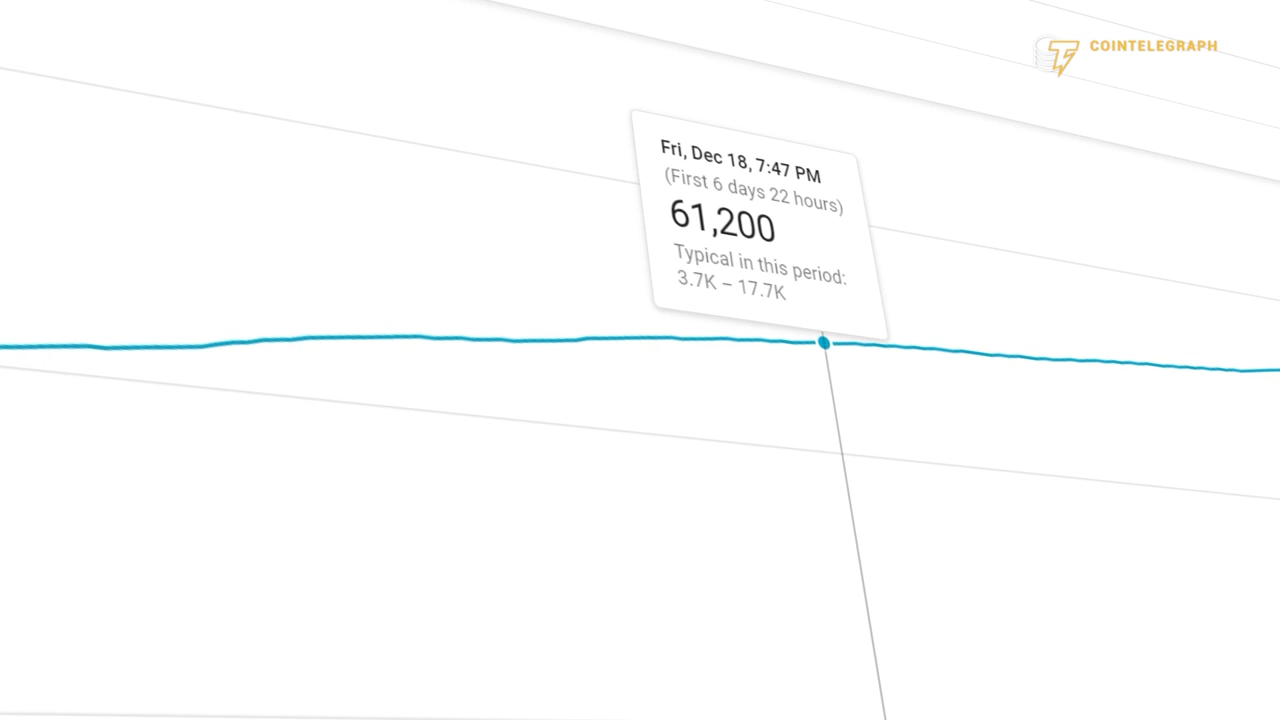 COINTELEGRAPH
Fri, Dec 18, 7:47 PM
(First 6 days 22 hours)
61,200
Typical in this period:
3.7K – 17.7K